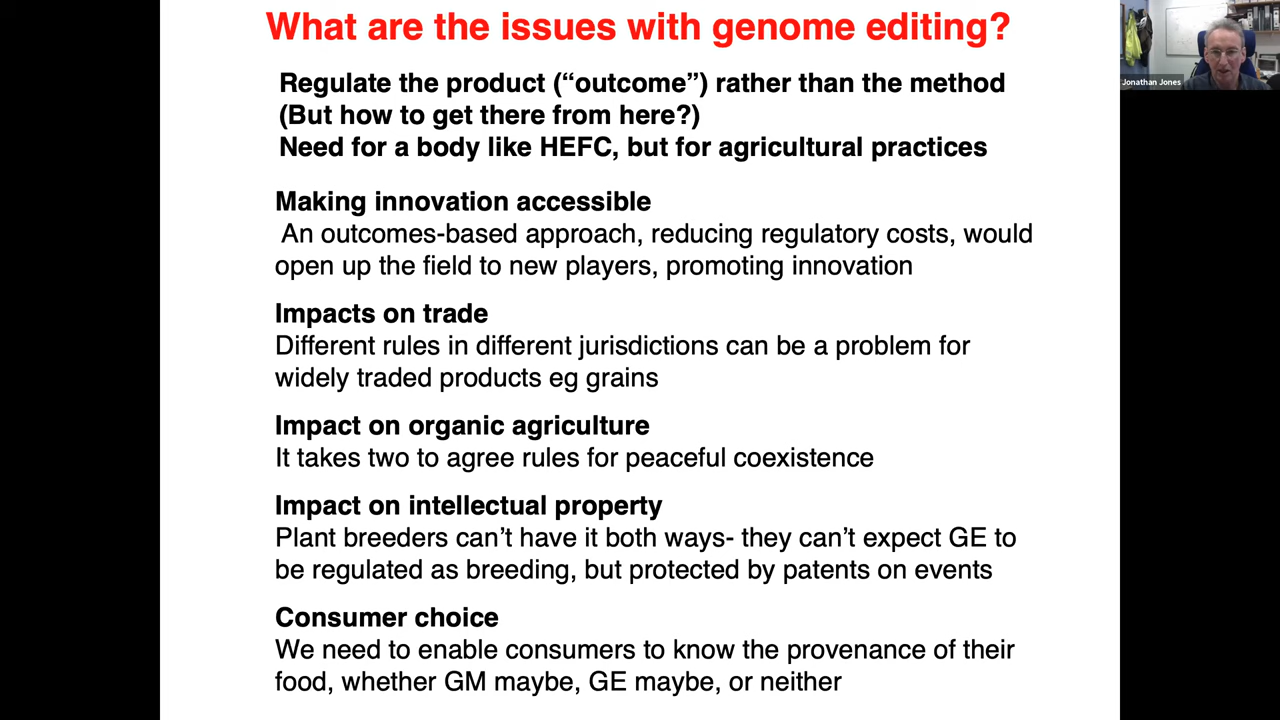 What are the issues with genome editing?
Regulate the product (“outcome”) rather than the method
(But how to get there from here?)
Need for a body like HEFC, but for agricultural practices
Making innovation accessible
An outcomes-based approach, reducing regulatory costs, would
open up the field to new players, promoting innovation
Impacts on trade
Different rules in different jurisdictions can be a problem for
widely traded products eg grains
Impact on organic agriculture
It takes two to agree rules for peaceful coexistence
Impact on intellectual property
Plant breeders can’t have it both ways- they can’t expect GE to
be regulated as breeding, but protected by patents on events
Consumer choice
We need to enable consumers to know the provenance of their
food, whether GM maybe, GE maybe, or neither
Jonathan Jones